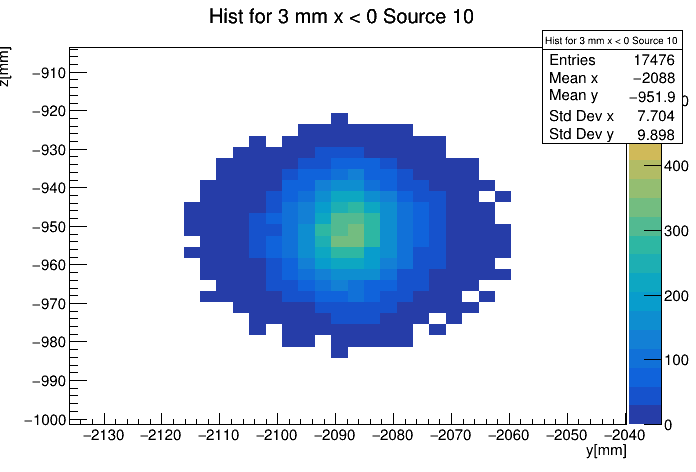 Hist for 3 mm x < 0 Source 10
z[mm]
Hist for 3 mm x < 0 Source 10
Entries 17476
Mean x −2088
Mean y −951.9
Std Dev x 7.704
Std Dev y 9.898
−910
−920
−930
−940
−950
−960
−970
−980
−990
−1000
−2130 −2120 −2110 −2100 −2090 −2080 −2070 −2060 −2050 −2040
y[mm]
0
400
300
200
100
0